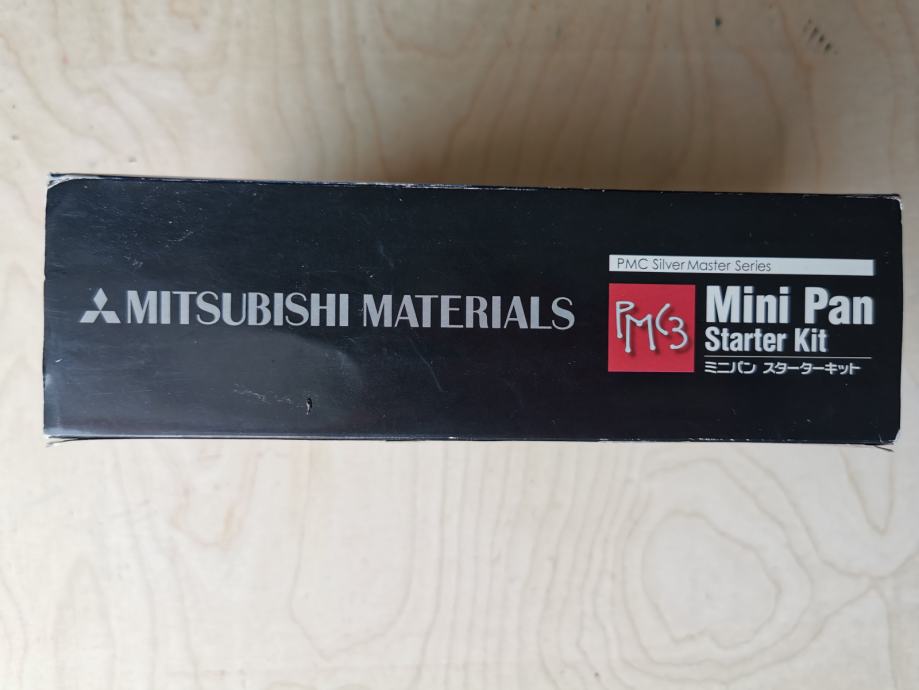 MITSUBISHI MATERIALS
PMC Silver Master Series
PMC3
Mini Pan
Starter Kit
ミニパン スターターキット